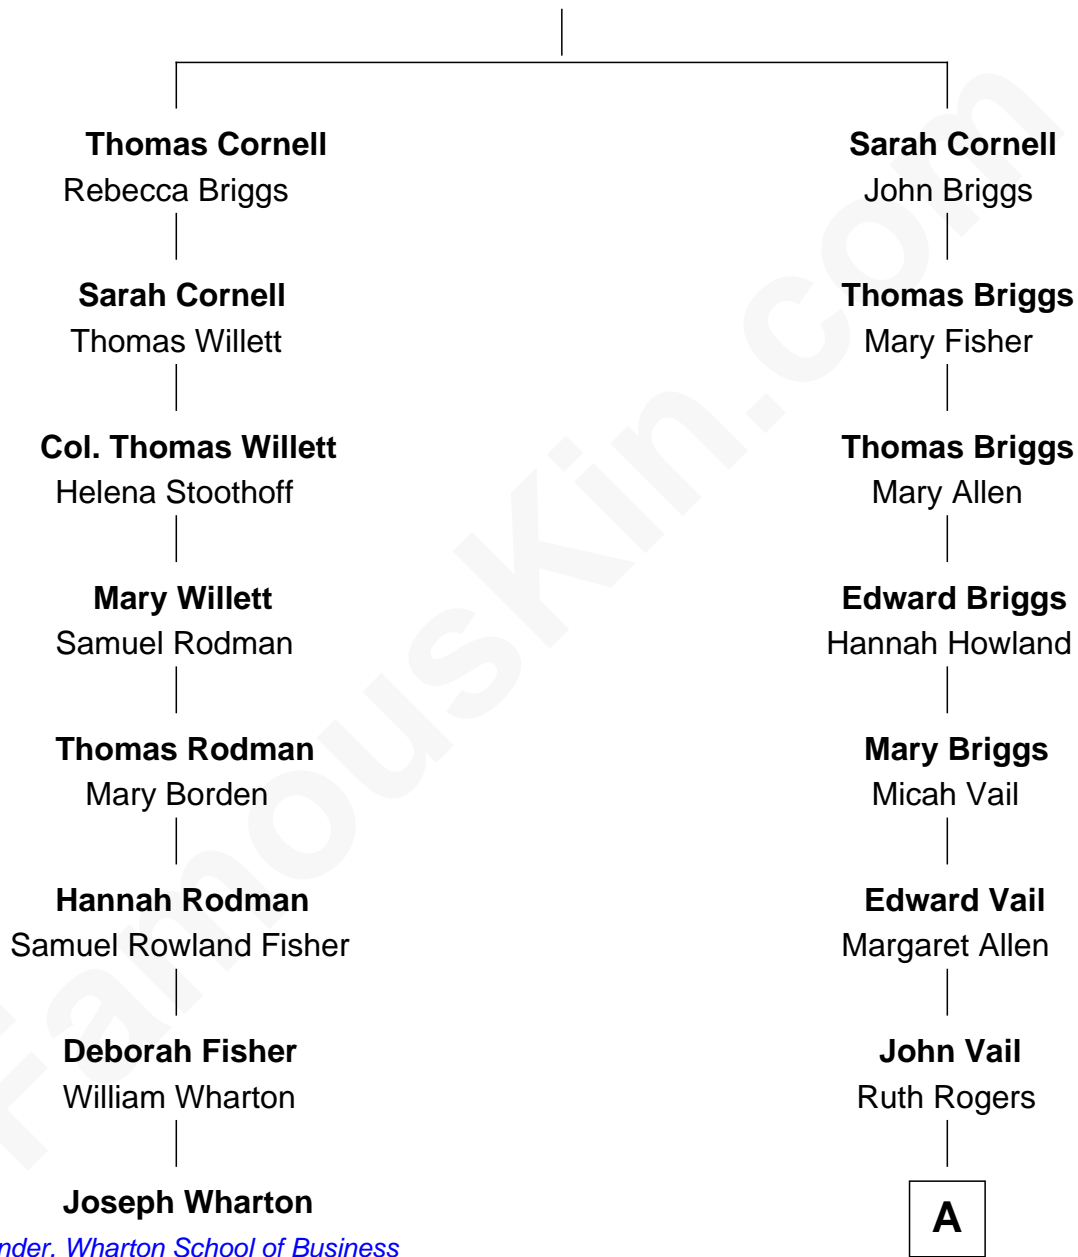 Thomas Cornell
Rebecca Briggs
Sarah Cornell
John Briggs
Sarah Cornell
Thomas Willett
Thomas Briggs
Mary Fisher
Col. Thomas Willett
Helena Stoothoff
Thomas Briggs
Mary Allen
Mary Willett
Samuel Rodman
Edward Briggs
Hannah Howland
Thomas Rodman
Mary Borden
Mary Briggs
Micah Vail
Hannah Rodman
Samuel Rowland Fisher
Edward Vail
Margaret Allen
Deborah Fisher
William Wharton
John Vail
Ruth Rogers
Joseph Wharton
nder, Wharton School of Business
A
FamousKin.com